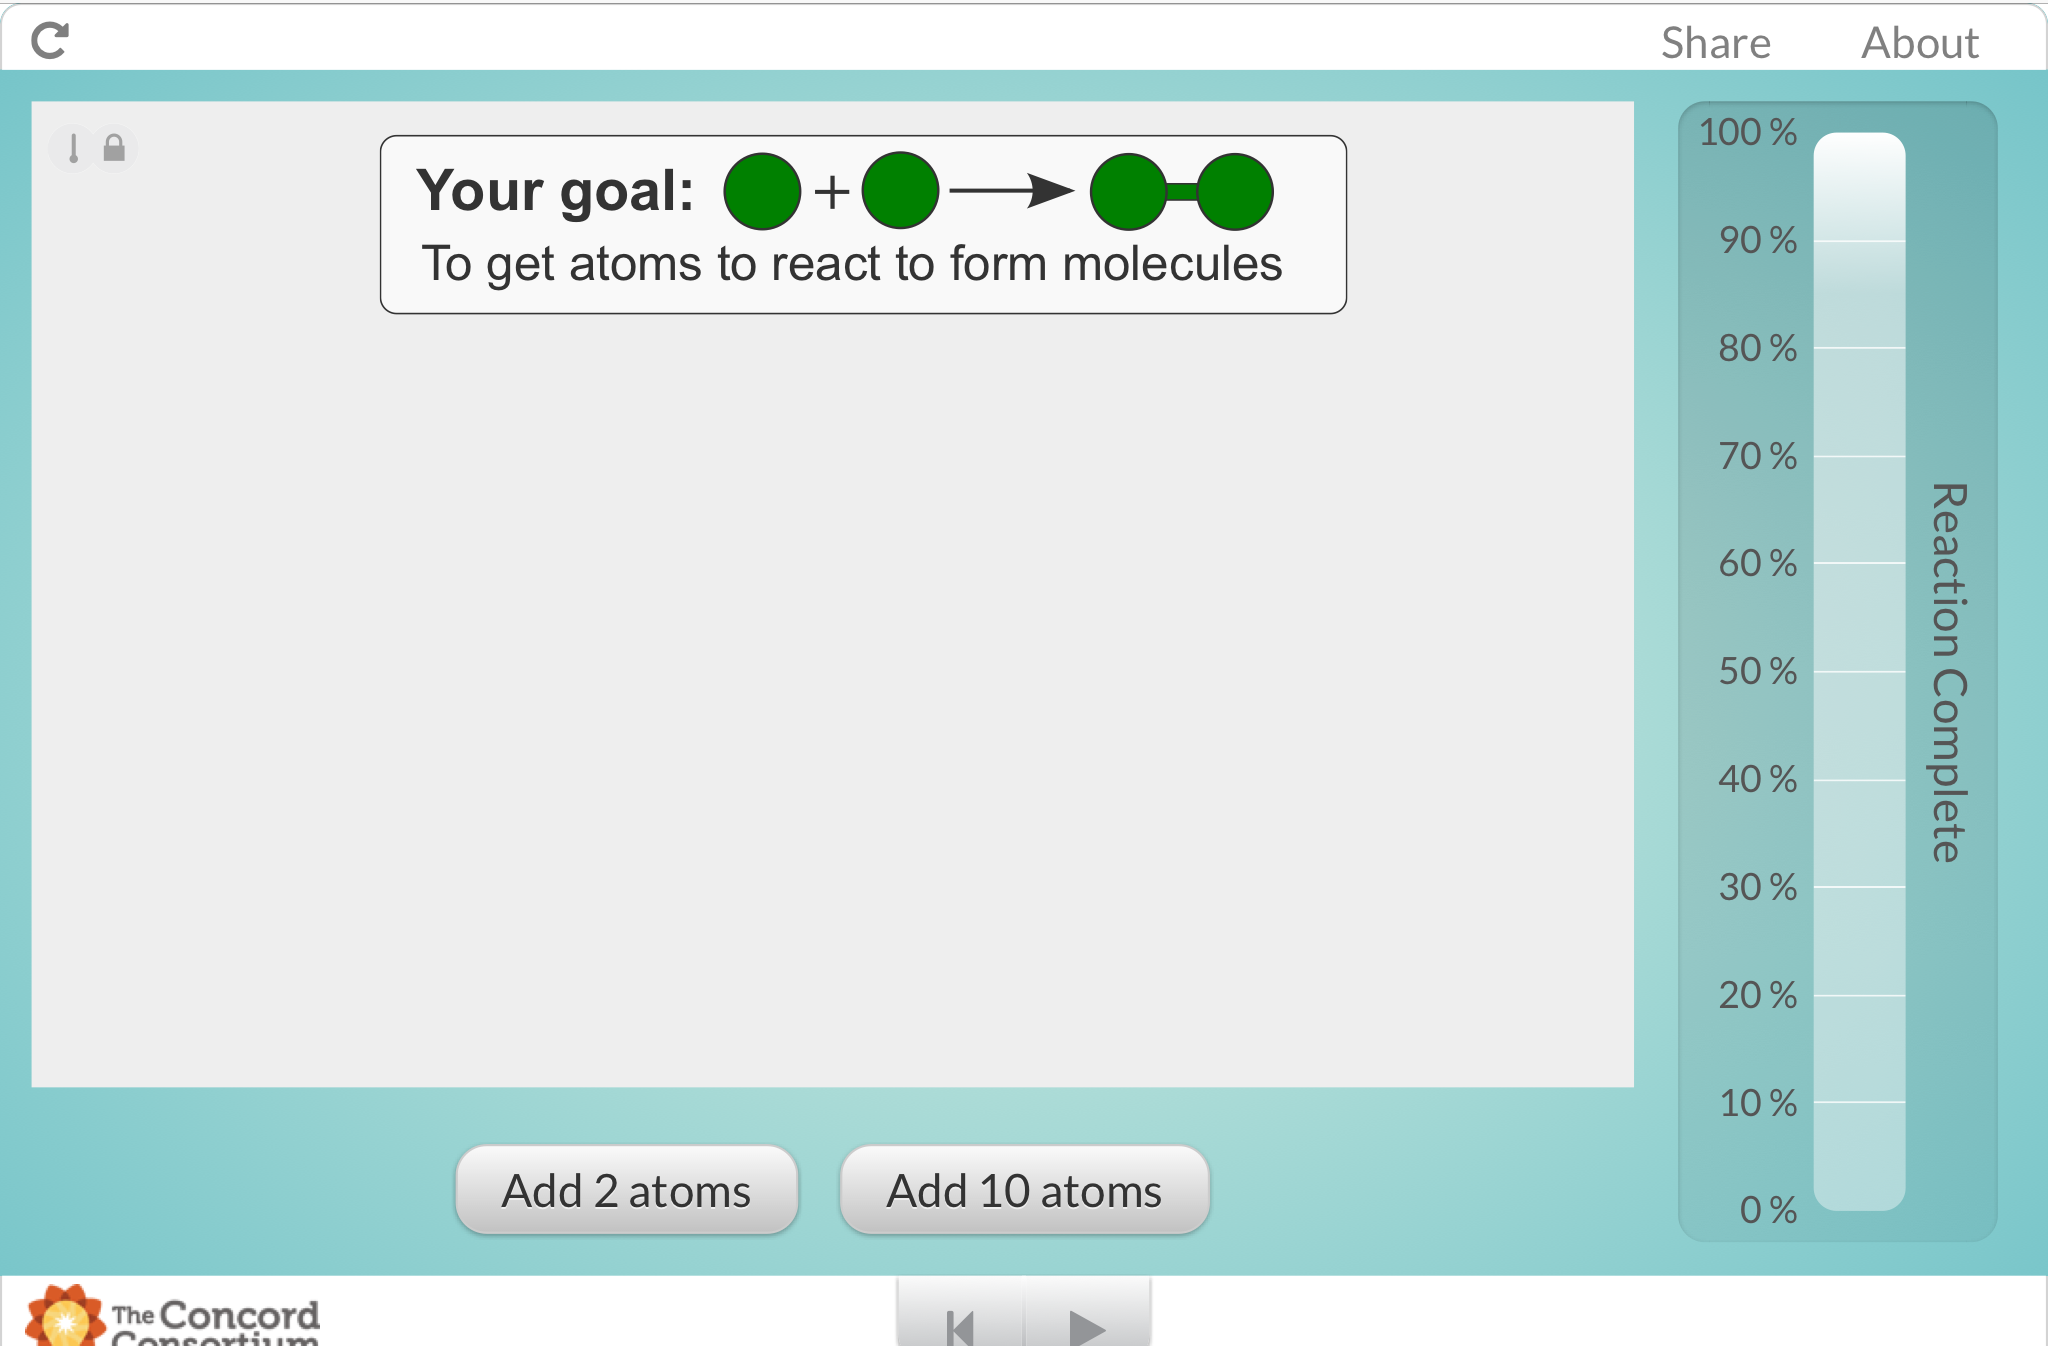 Share About
Your goal: +
To get atoms to react to form molecules
100 %
90 %
80 %
70 %
60 %
50 %
40 %
30 %
20 %
10 %
0 %
Reaction Complete
Add 2 atoms Add 10 atoms
The Concord
Consortium